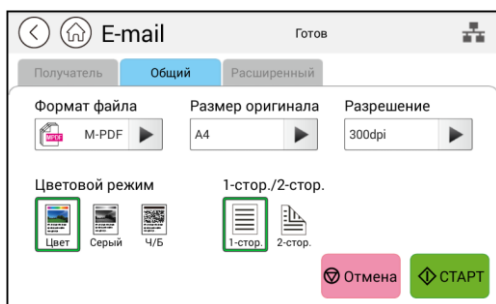 E-mail
Готов
Получатель Общий Расширенный
Формат файла Размер оригинала Разрешение
M-PDF A4 300dpi
Цветовой режим 1-стор./2-стор.
Цвет Серый Ч/Б 1-стор. 2-стор.
Отмена СТАРТ